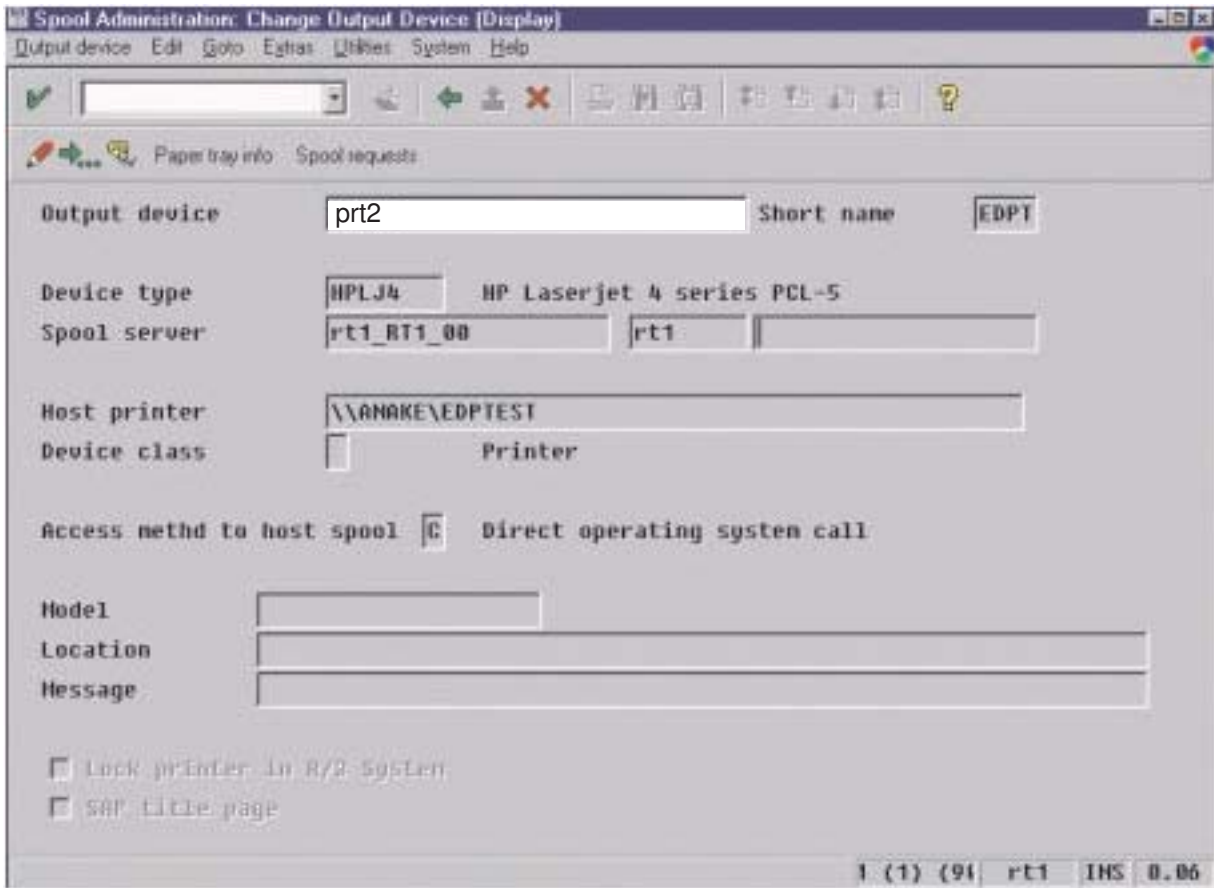 Spool Administration: Change Output Device (Display)
Output device Edit Goto Extras Utilities System Help
Paper tray info Spool requests
Output device prt2 Short name EDPT
Device type HPLJ4 HP Laserjet 4 series PCL-5
Spool server rt1_RT1_00 rt1
Host printer \\ANAKE\EDPTEST
Device class Printer
Access methd to host spool C Direct operating system call
Model
Location
Message
Lock printer in R/3 System
SAP title page
1 (1) rt1 INS 0.06